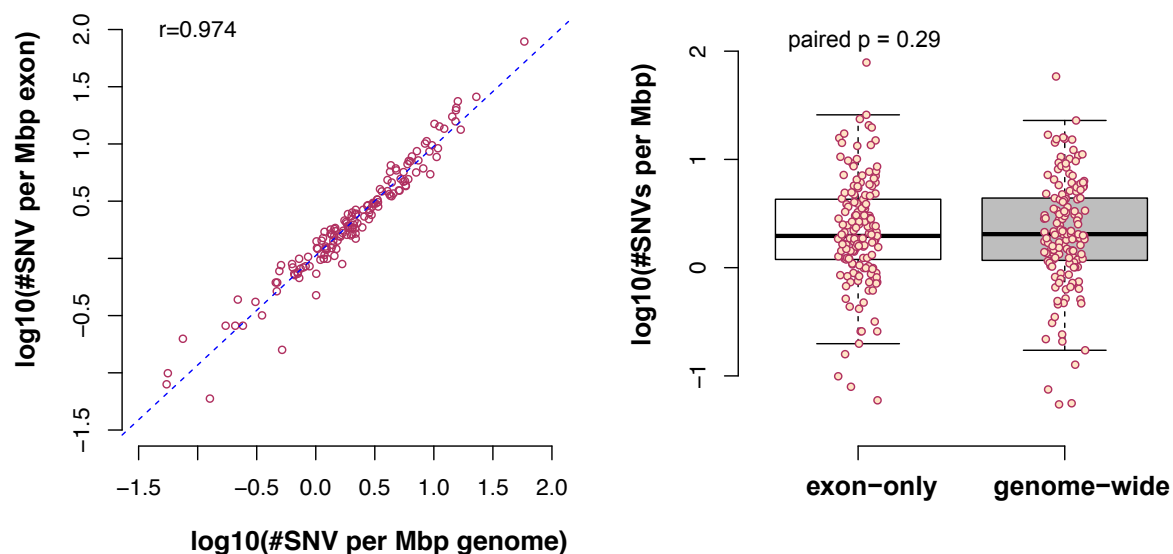 r=0.974
log10(#SNV per Mbp exon)
2.0
1.5
1.0
0.5
−0.5
−1.5
−1.5
−0.5
0.0
0.5
1.0
1.5
2.0
log10(#SNV per Mbp genome)
paired p = 0.29
log10(#SNVs per Mbp)
2
1
0
−1
exon−only
genome−wide